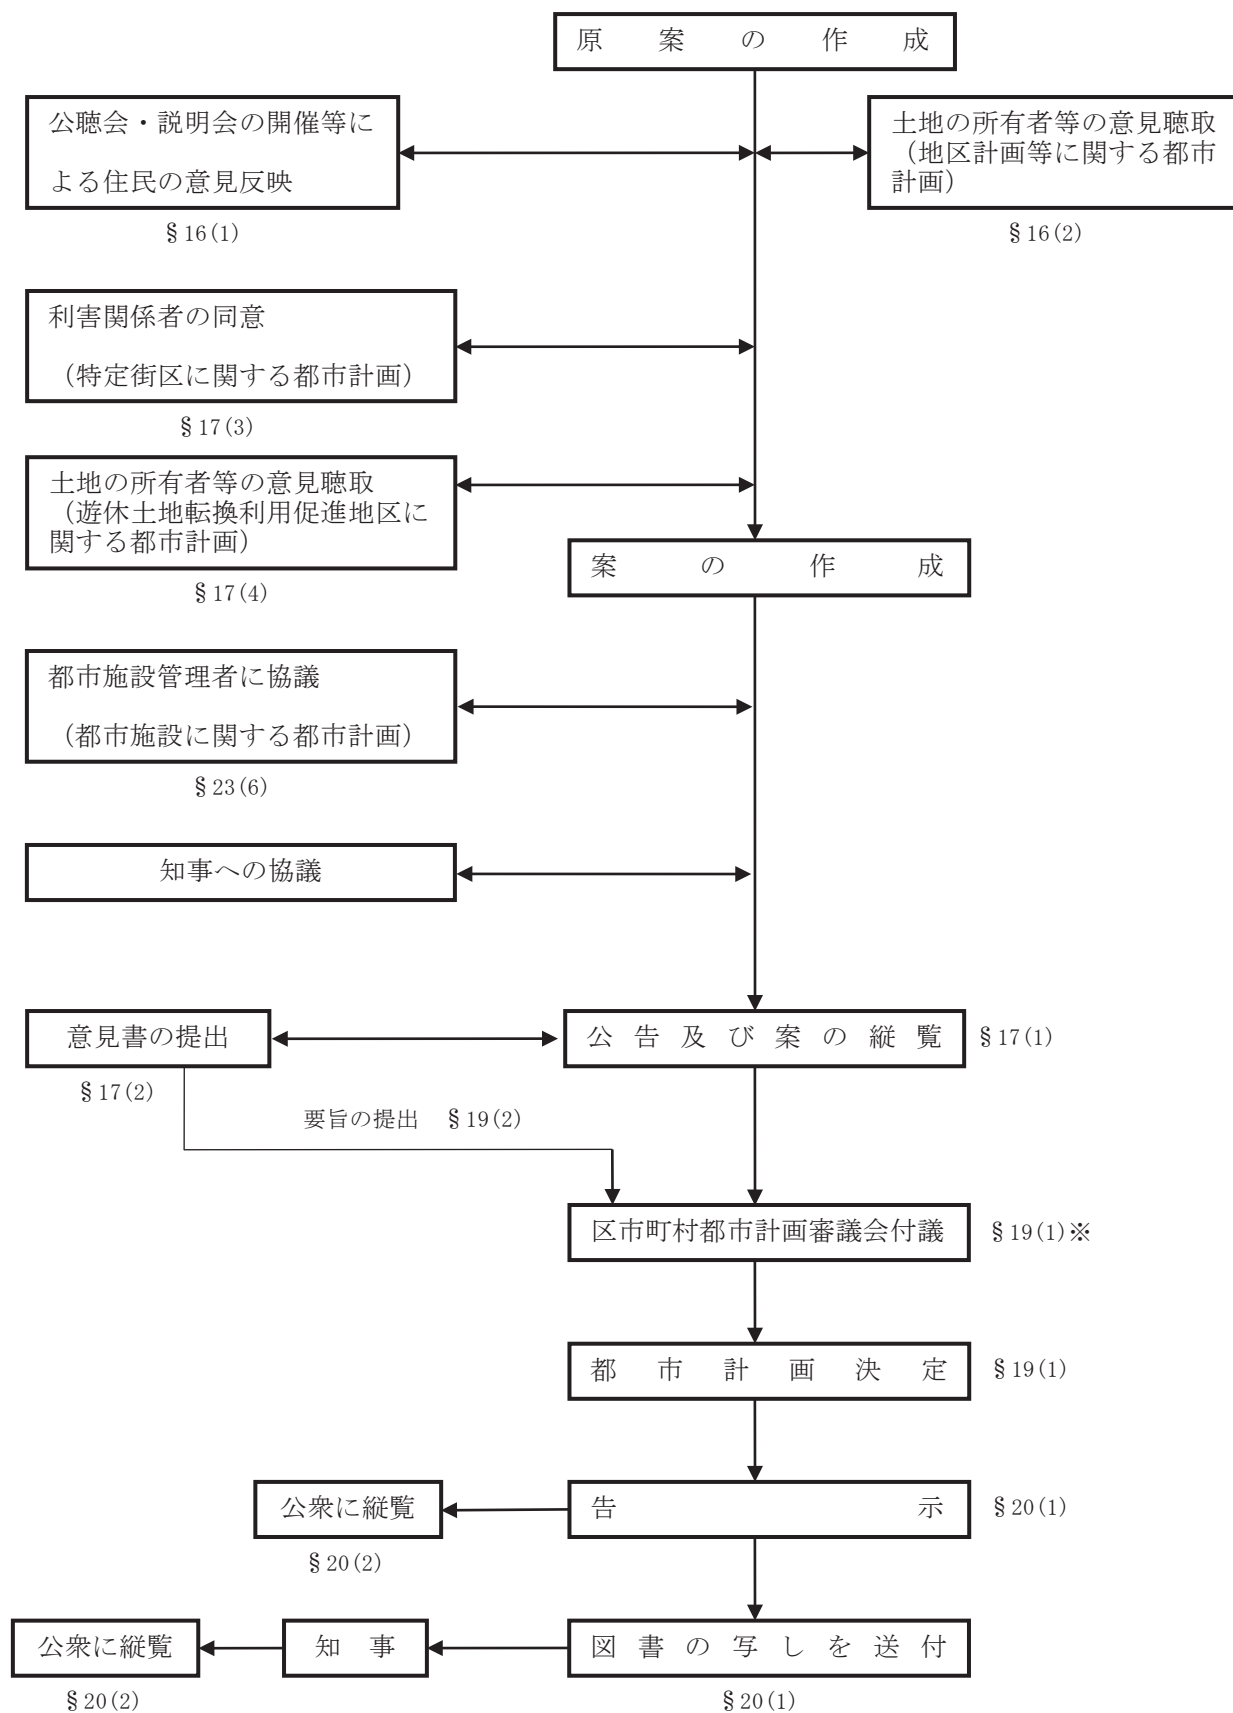 原案の作成
公聴会・説明会の開催等に
よる住民の意見反映
§16(1)
土地の所有者等の意見聴取
（地区計画等に関する都市
計画）
§16(2)
利害関係者の同意
（特定街区に関する都市計画）
§17(3)
土地の所有者等の意見聴取
（遊休土地転換利用促進地区に
関する都市計画）
§17(4)
案の作成
都市施設管理者に協議
（都市施設に関する都市計画）
§23(6)
知事への協議
意見書の提出
§17(2)
公告及び案の縦覧
§17(1)
要旨の提出　§19(2)
区市町村都市計画審議会付議
§19(1)※
都市計画決定
§19(1)
公衆に縦覧
§20(2)
告示
§20(1)
公衆に縦覧
§20(2)
知事
図書の写しを送付
§20(1)